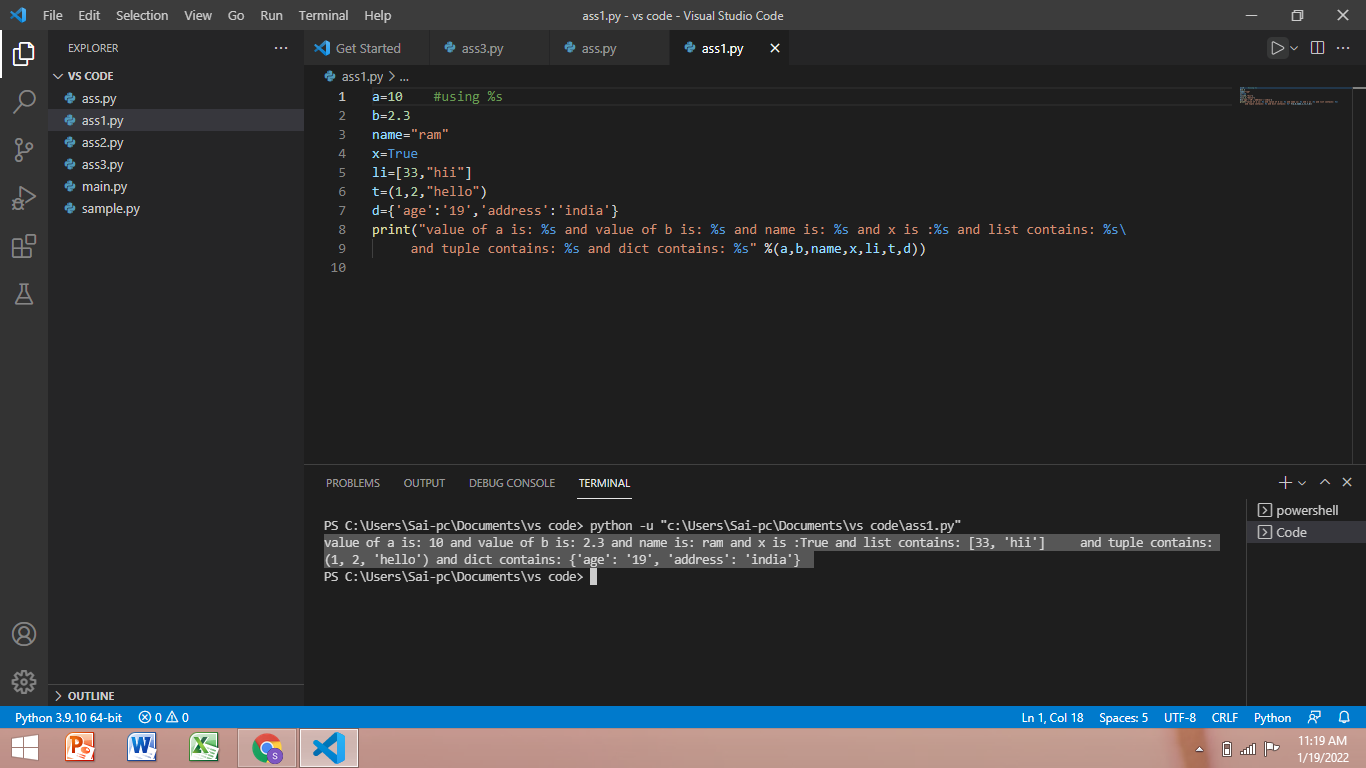 File Edit Selection View Go Run Terminal Help ass1.py - vs code - Visual Studio Code
EXPLORER
VS CODE
ass.py
ass1.py
ass2.py
ass3.py
main.py
sample.py
OUTLINE
Get Started ass3.py ass.py ass1.py
ass1.py > ...
1 a=10    #using %s
2 b=2.3
3 name="ram"
4 x=True
5 li=[33,"hii"]
6 t=(1,2,"hello")
7 d={'age':'19','address':'india'}
8 print("value of a is: %s and value of b is: %s and name is: %s and x is :%s and list contains: %s\
9      and tuple contains: %s and dict contains: %s" %(a,b,name,x,li,t,d))
10
PROBLEMS OUTPUT DEBUG CONSOLE TERMINAL
PS C:\Users\Sai-pc\Documents\vs code> python -u "c:\Users\Sai-pc\Documents\vs code\ass1.py"
value of a is: 10 and value of b is: 2.3 and name is: ram and x is :True and list contains: [33, 'hii']     and tuple contains:
(1, 2, 'hello') and dict contains: {'age': '19', 'address': 'india'}
PS C:\Users\Sai-pc\Documents\vs code>
powershell
Code
Python 3.9.10 64-bit 0 0 Ln 1, Col 18 Spaces: 5 UTF-8 CRLF Python
P W X S
11:19 AM
1/19/2022